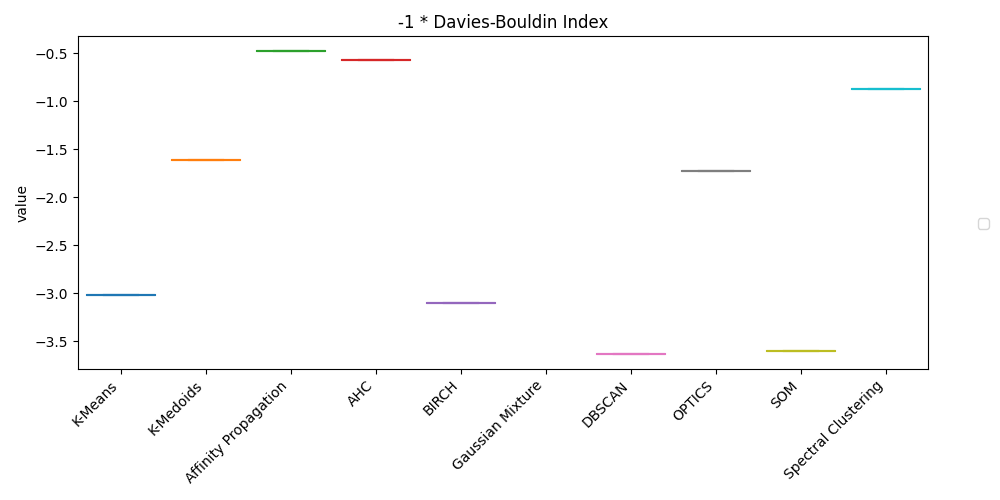 -1 * Davies-Bouldin Index
value
−0.5
−1.0
−1.5
−2.0
−2.5
−3.0
−3.5
K-Means
K-Medoids
Affinity Propagation
AHC
BIRCH
Gaussian Mixture
DBSCAN
OPTICS
SOM
Spectral Clustering